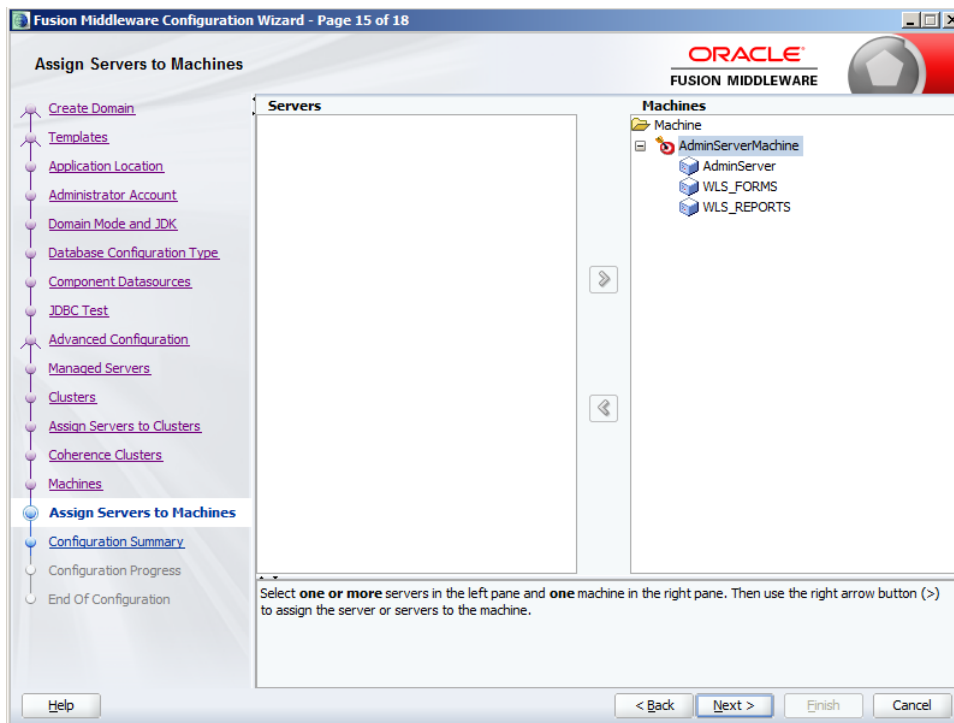 Fusion Middleware Configuration Wizard - Page 15 of 18
Assign Servers to Machines
ORACLE
FUSION MIDDLEWARE
Create Domain
Templates
Application Location
Administrator Account
Domain Mode and JDK
Database Configuration Type
Component Datasources
JDBC Test
Advanced Configuration
Managed Servers
Clusters
Assign Servers to Clusters
Coherence Clusters
Machines
Assign Servers to Machines
Configuration Summary
Configuration Progress
End Of Configuration
Servers
Machines
Machine
AdminServerMachine
AdminServer
WLS_FORMS
WLS_REPORTS
Select one or more servers in the left pane and one machine in the right pane. Then use the right arrow button (>)
to assign the server or servers to the machine.
Help
< Back
Next >
Finish
Cancel